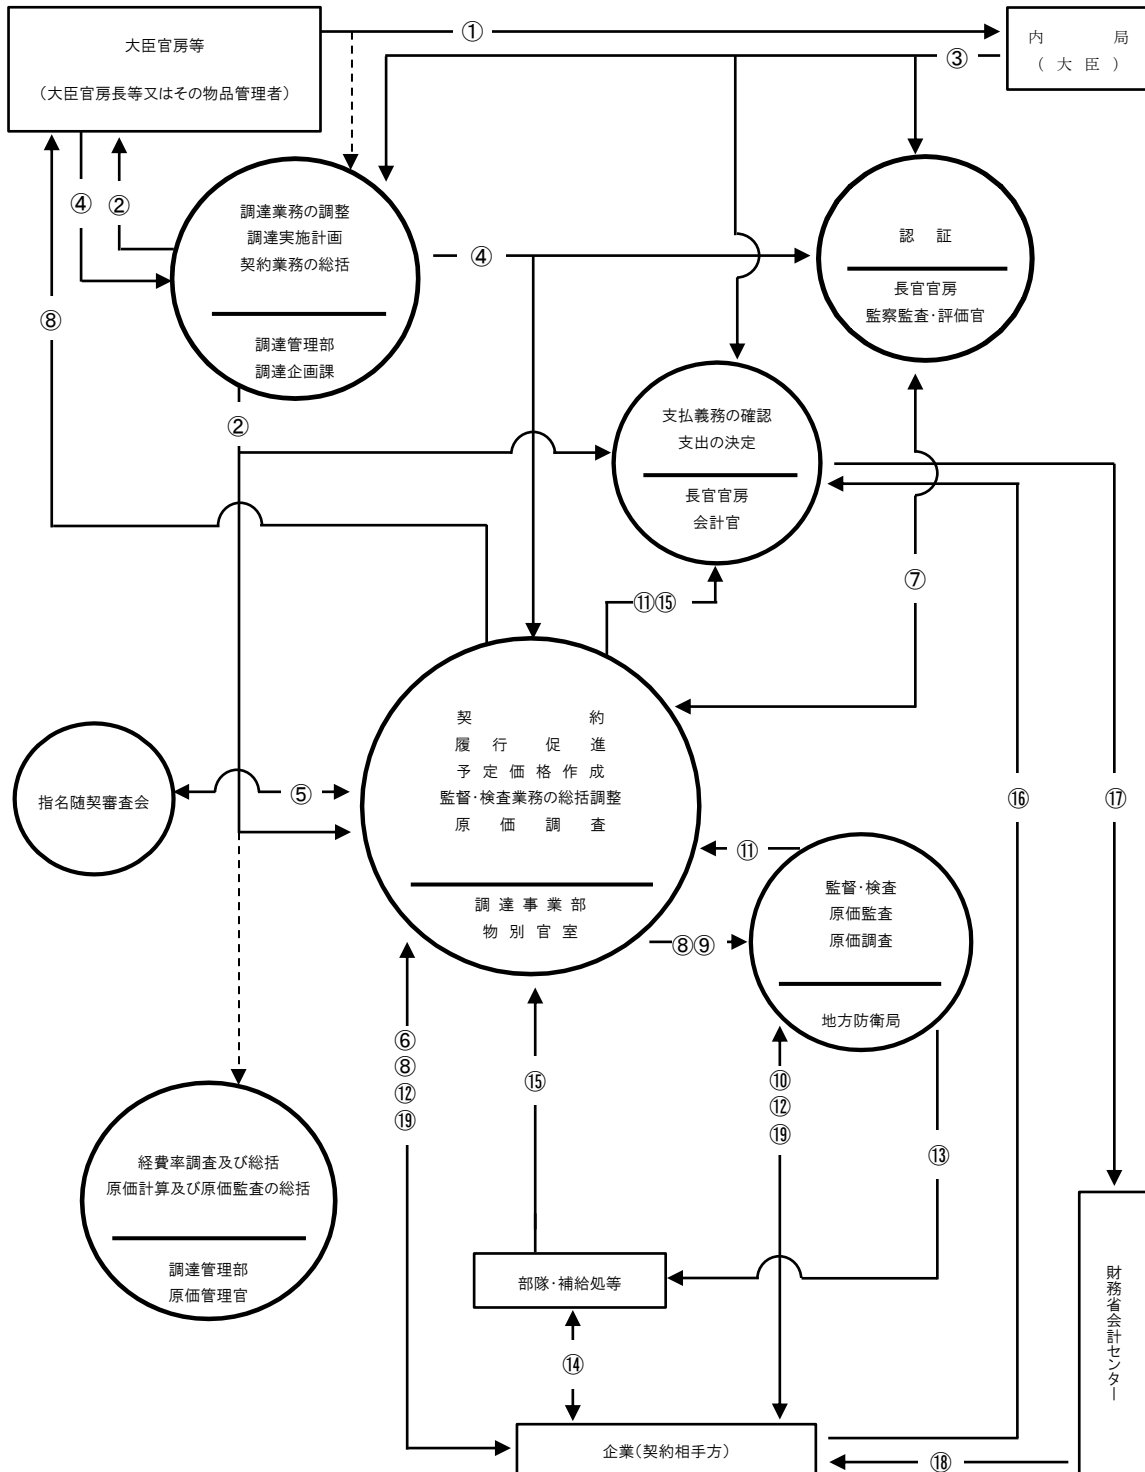 大臣官房等
（大臣官房長等又はその物品管理者）
①
内　　　局
（大臣）
③
④
②
調達業務の調整
調達実施計画
契約業務の総括
調達管理部
調達企画課
④
認　証
長官官房
監察監査・評価官
⑧
②
支払義務の確認
支出の決定
長官官房
会計官
⑦
⑪⑮
契　　　　約
履行促進
予定価格作成
監督・検査業務の総括調整
原価調査
調達事業部
物別官室
指名随契審査会
⑤
⑯
⑰
⑪
監督・検査
原価監査
原価調査
地方防衛局
⑧⑨
⑥
⑧
⑫
⑲
⑮
⑩
⑫
⑲
⑬
経費率調査及び総括
原価計算及び原価監査の総括
調達管理部
原価管理官
部隊・補給処等
財務省会計センター
⑭
企業（契約相手方）
⑱